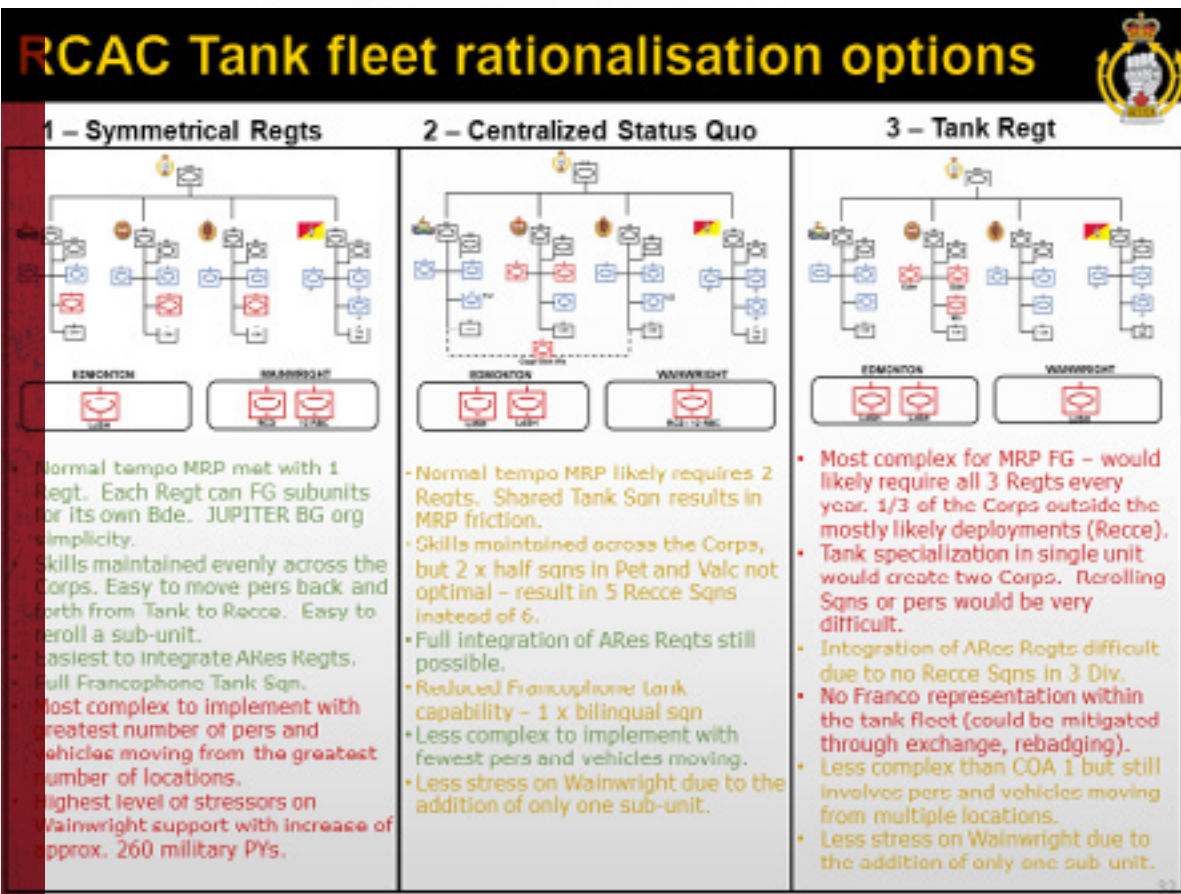 RCAC Tank fleet rationalisation options
1 – Symmetrical Regts
EDMONTON
WAINWRIGHT
LdSH
RCD
12 RBC
• Normal tempo MRP met with 1
Regt. Each Regt can FG subunits
for its own Bde. JUPITER BG org
simplicity.
• Skills maintained evenly across the
Corps. Easy to move pers back and
forth from Tank to Recce. Easy to
reroll a sub-unit.
• Easiest to integrate ARes Regts.
• Full Francophone Tank Sqn.
• Most complex to implement with
greatest number of pers and
vehicles moving from the greatest
number of locations.
• Highest level of stressors on
Wainwright support with increase of
approx. 260 military PYs.
2 – Centralized Status Quo
EDMONTON
WAINWRIGHT
LdSH
LdSH
RCD / 12 RBC
• Normal tempo MRP likely requires 2
Regts. Shared Tank Sqn results in
MRP friction.
• Skills maintained across the Corps,
but 2 x half sqns in Pet and Valc not
optimal – result in 5 Recce Sqns
instead of 6.
• Full integration of ARes Regts still
possible.
• Reduced Francophone tank
capability – 1 x bilingual sqn
• Less complex to implement with
fewest pers and vehicles moving.
• Less stress on Wainwright due to the
addition of only one sub-unit.
3 – Tank Regt
EDMONTON
WAINWRIGHT
LdSH
LdSH
LdSH
• Most complex for MRP FG – would
likely require all 3 Regts every
year. 1/3 of the Corps outside the
mostly likely deployments (Recce).
• Tank specialization in single unit
would create two Corps. Rerolling
Sqns or pers would be very
difficult.
• Integration of ARes Regts difficult
due to no Recce Sqns in 3 Div.
• No Franco representation within
the tank fleet (could be mitigated
through exchange, rebadging).
• Less complex than COA 1 but still
involves pers and vehicles moving
from multiple locations.
• Less stress on Wainwright due to
the addition of only one sub unit.